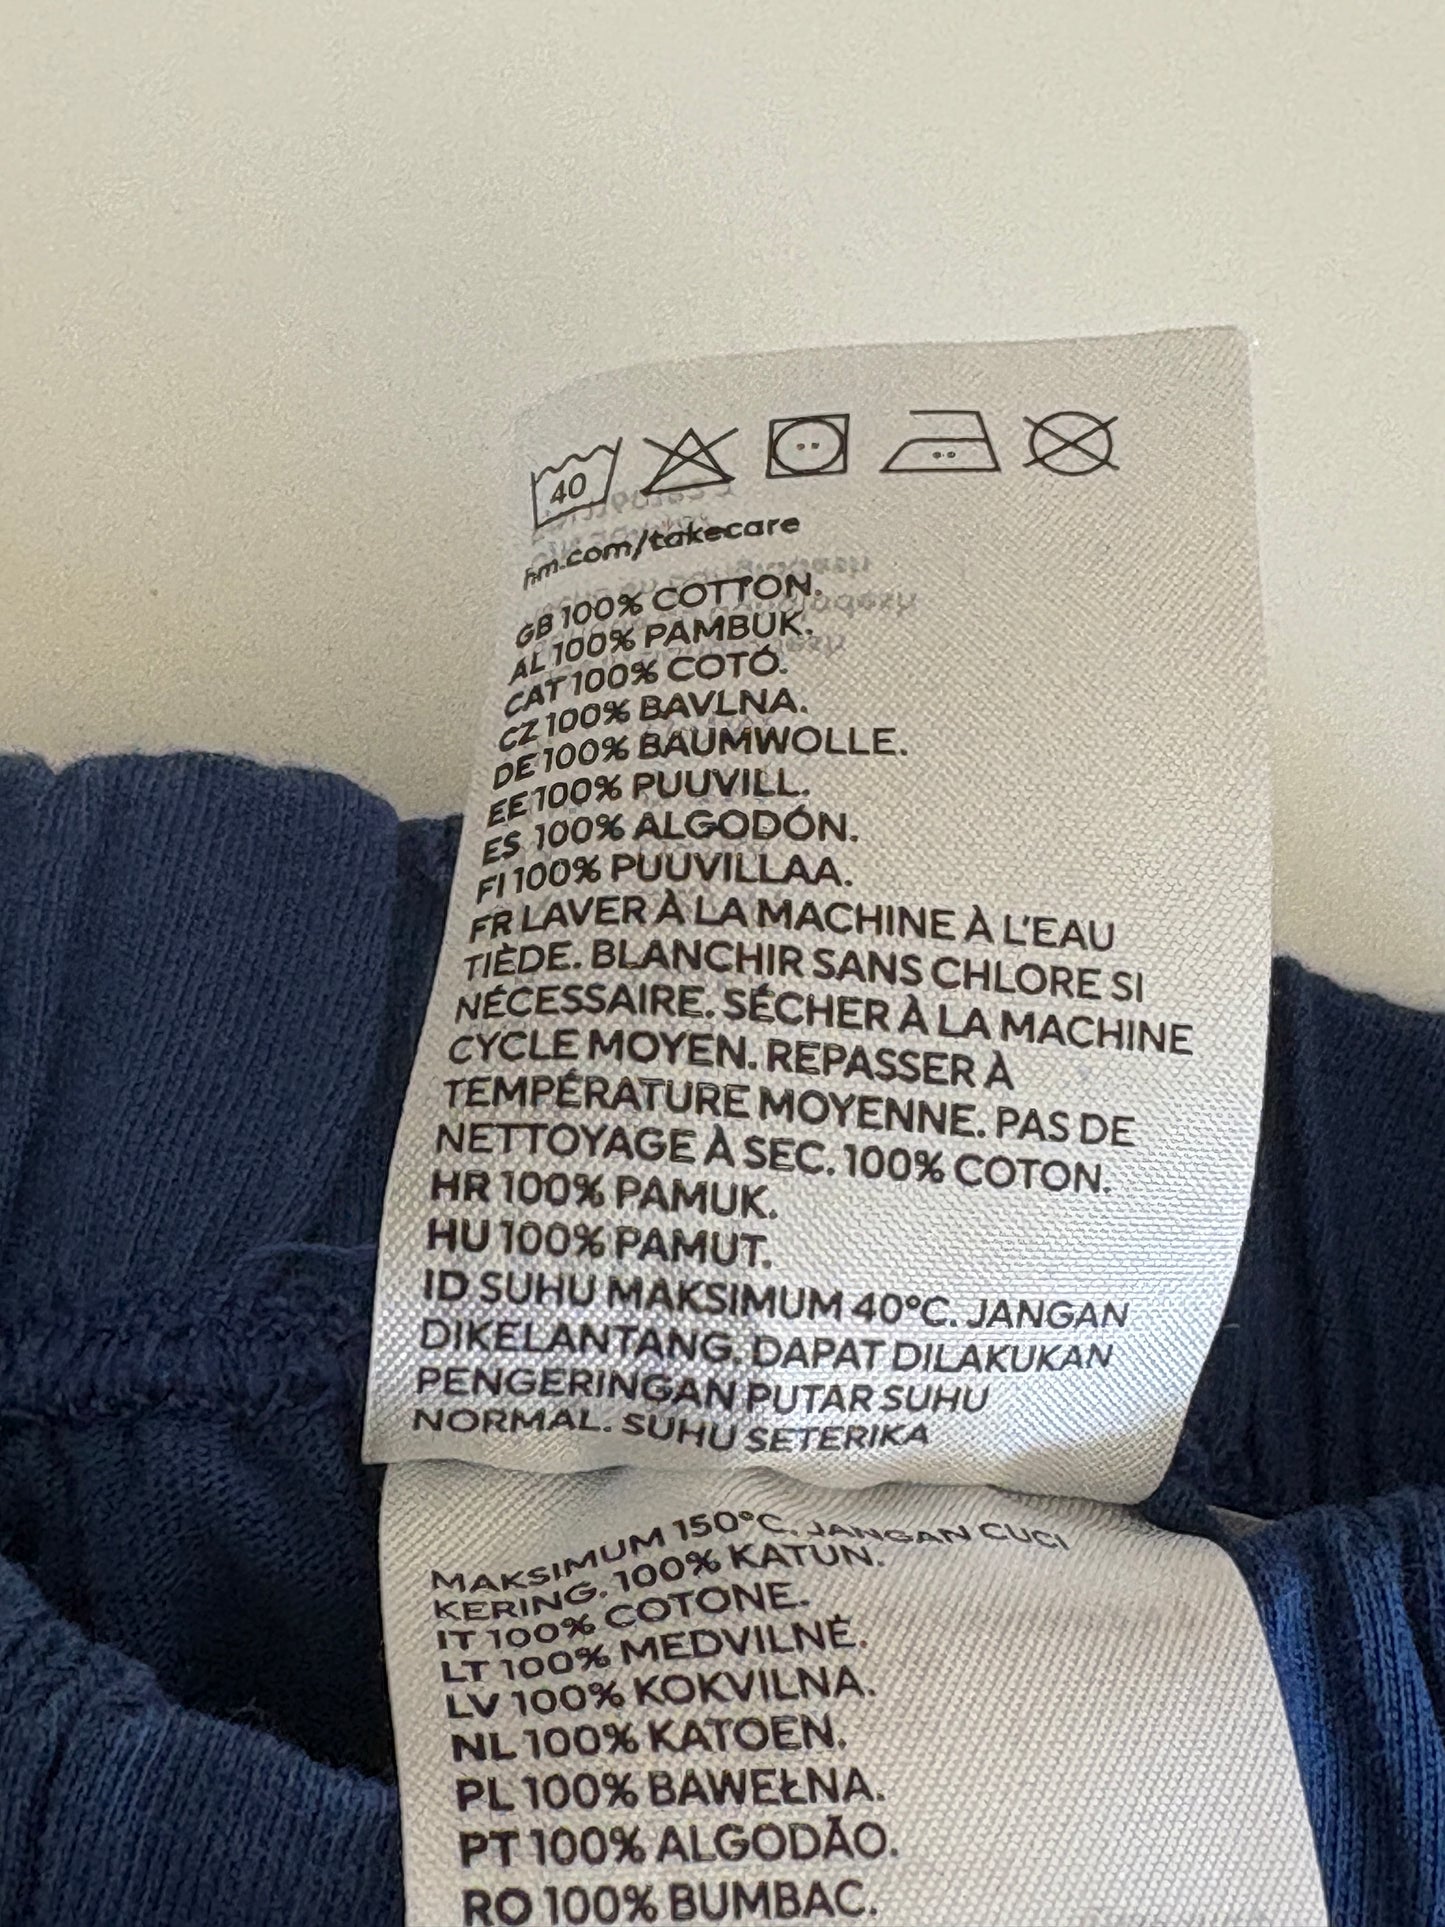 40
hm.com/takecare
GB 100% COTTON.
AL 100% PAMBUK.
CAT 100% COTÓ.
CZ 100% BAVLNA.
DE 100% BAUMWOLLE.
EE 100% PUUVILL.
ES 100% ALGODÓN.
FI 100% PUUVILLAA.
FR LAVER À LA MACHINE À L'EAU
TIÈDE. BLANCHIR SANS CHLORE SI
NÉCESSAIRE. SÉCHER À LA MACHINE
CYCLE MOYEN. REPASSER À
TEMPÉRATURE MOYENNE. PAS DE
NETTOYAGE À SEC. 100% COTON.
HR 100% PAMUK.
HU 100% PAMUT.
ID SUHU MAKSIMUM 40°C. JANGAN
DIKELANTANG. DAPAT DILAKUKAN
PENGERINGAN PUTAR SUHU
NORMAL. SUHU SETERIKA
MAKSIMUM 150°C. JANGAN CUCI
KERING. 100% KATUN.
IT 100% COTONE.
LT 100% MEDVILNĖ.
LV 100% KOKVILNA.
NL 100% KATOEN.
PL 100% BAWEŁNA.
PT 100% ALGODÃO.
RO 100% BUMBAC.